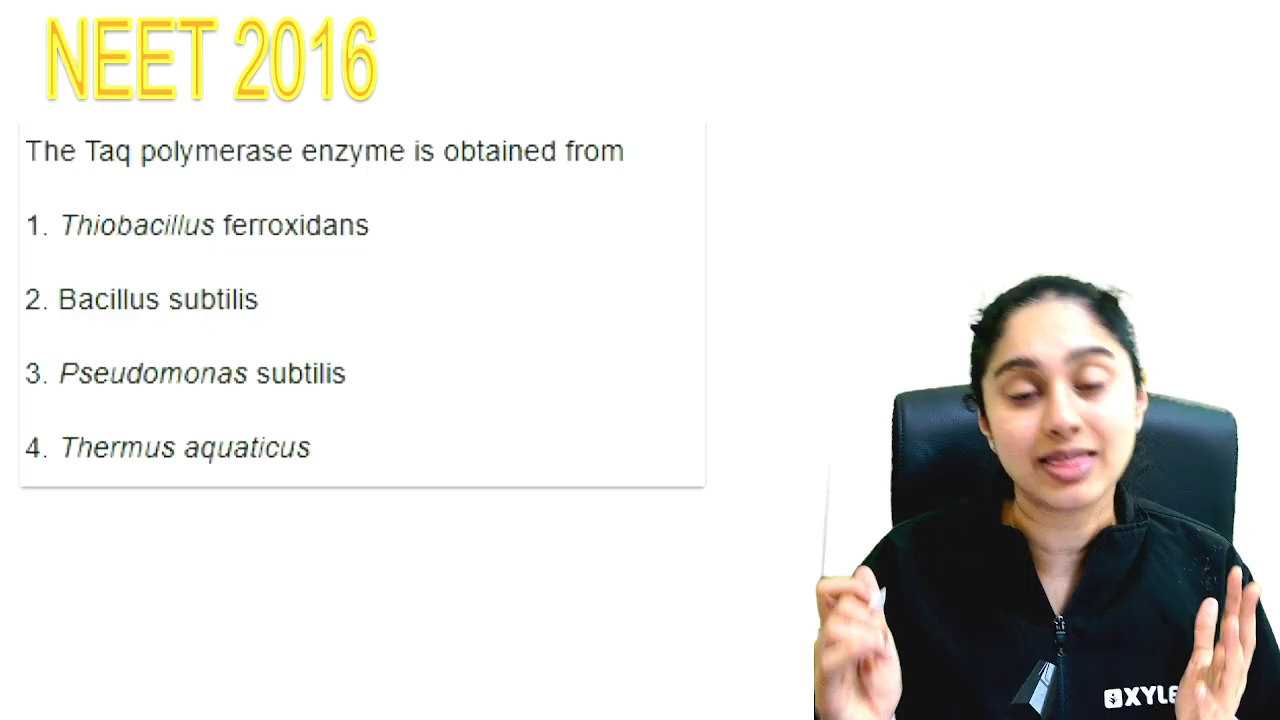 NEET 2016
The Taq polymerase enzyme is obtained from
1. Thiobacillus ferroxidans
2. Bacillus subtilis
3. Pseudomonas subtilis
4. Thermus aquaticus
XYLE